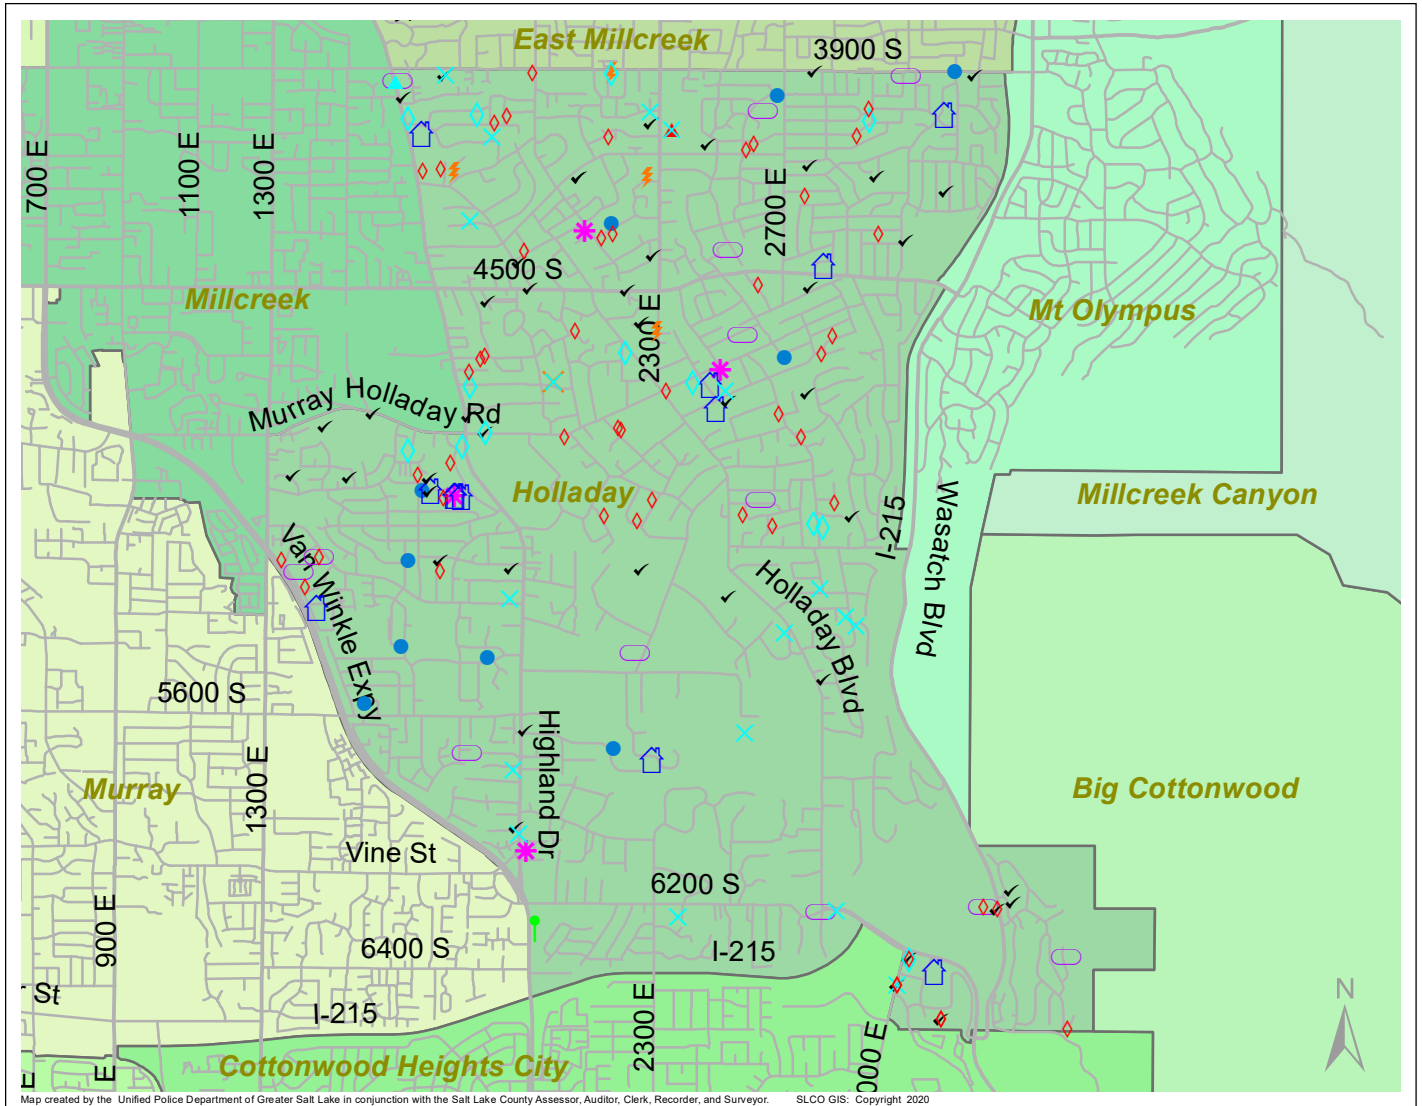 East Millcreek
3900 S
700 E
1100 E
1300 E
2700 E
4500 S
Millcreek
Mt Olympus
2300 E
Murray Holladay Rd
Holladay
Millcreek Canyon
I-215
Wasatch Blvd
Van Winkle Expy
Holladay Blvd
5600 S
Highland Dr
Murray
1300 E
Big Cottonwood
Vine St
6200 S
900 E
6400 S
I-215
St
I-215
2300 E
N
Cottonwood Heights City
000 E
E
E
Map created by the Unified Police Department of Greater Salt Lake in conjunction with the Salt Lake County Assessor, Auditor, Clerk, Recorder, and Surveyor. SLCO GIS: Copyright 2020